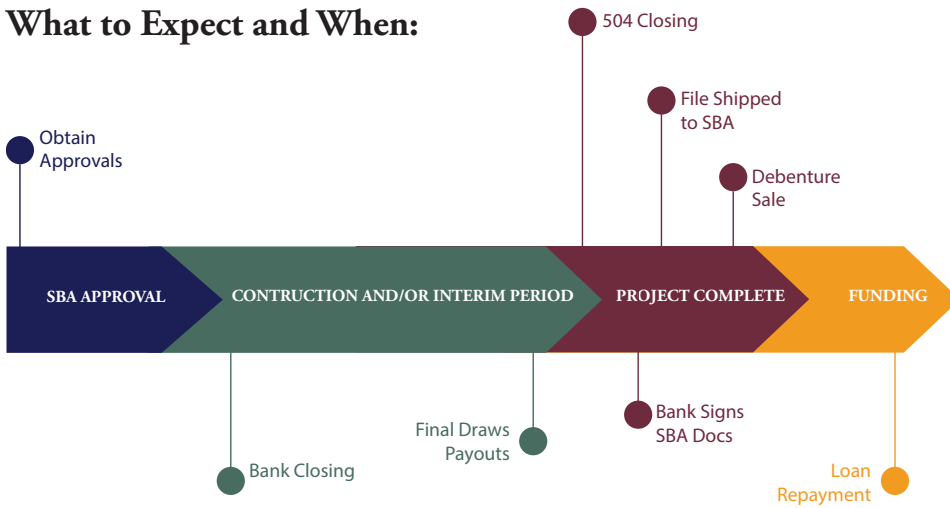 What to Expect and When:
504 Closing
File Shipped
to SBA
Obtain
Approvals
Debenture
Sale
SBA APPROVAL
CONTRUCTION AND/OR INTERIM PERIOD
PROJECT COMPLETE
FUNDING
Bank Closing
Final Draws
Payouts
Bank Signs
SBA Docs
Loan
Repayment